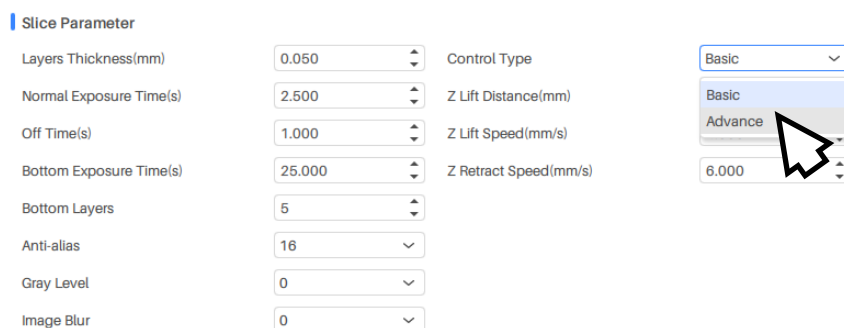 Slice Parameter
Layers Thickness(mm) 0.050 Control Type Basic
Normal Exposure Time(s) 2.500 Z Lift Distance(mm) Basic
Off Time(s) 1.000 Z Lift Speed(mm/s) Advance
Bottom Exposure Time(s) 25.000 Z Retract Speed(mm/s) 6.000
Bottom Layers 5
Anti-alias 16
Gray Level 0
Image Blur 0